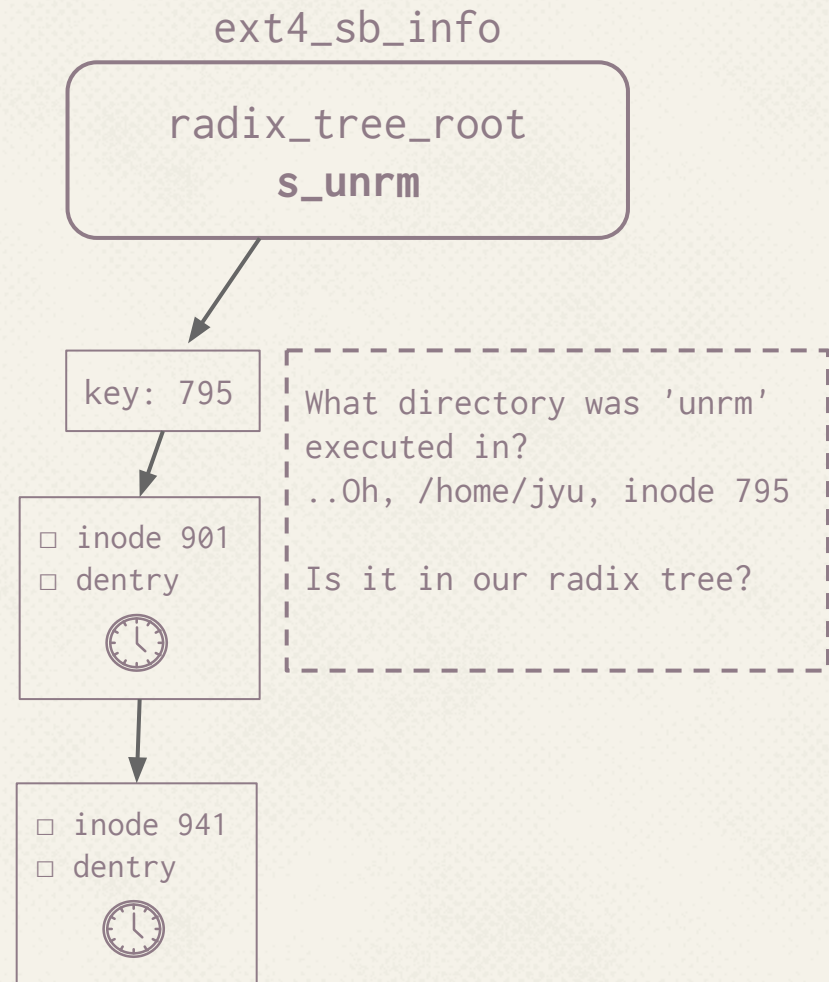 ext4_sb_info
radix_tree_root
s_unrm
key: 795
What directory was 'unrm'
executed in?
..Oh, /home/jyu, inode 795
Is it in our radix tree?
□ inode 901
□ dentry
□ inode 941
□ dentry